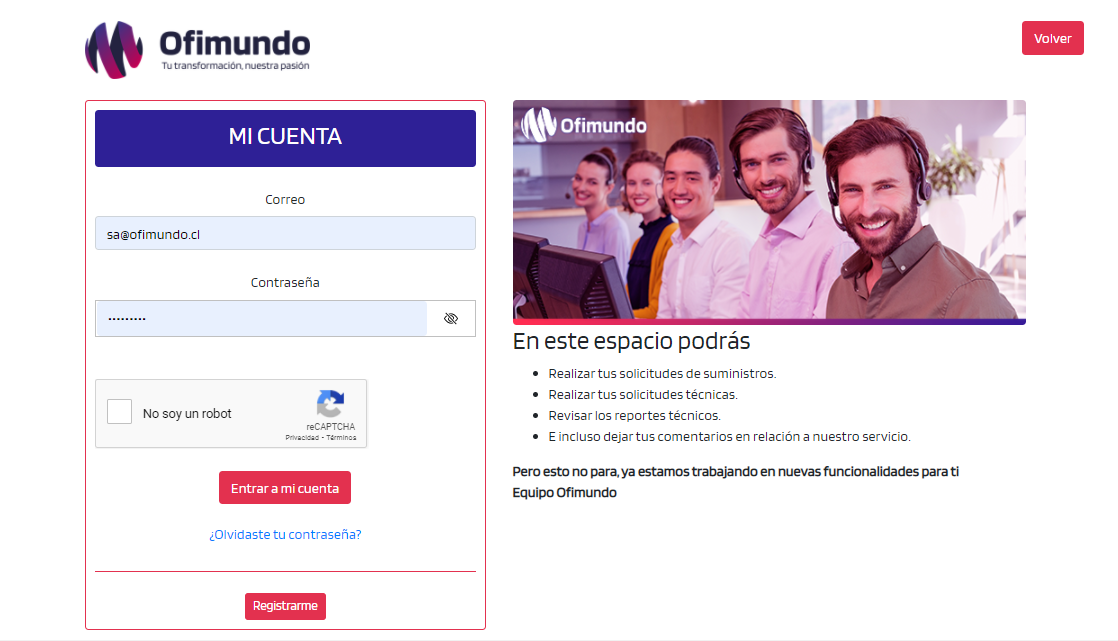 Ofimundo
Tu transformación, nuestra pasión
Volver
MI CUENTA
Correo
sa@ofimundo.cl
Contraseña
•••••••••
No soy un robot
reCAPTCHA
Privacidad - Términos
Entrar a mi cuenta
¿Olvidaste tu contraseña?
Registrarme
Ofimundo
En este espacio podrás
• Realizar tus solicitudes de suministros.
• Realizar tus solicitudes técnicas.
• Revisar los reportes técnicos.
• E incluso dejar tus comentarios en relación a nuestro servicio.
Pero esto no para, ya estamos trabajando en nuevas funcionalidades para ti
Equipo Ofimundo